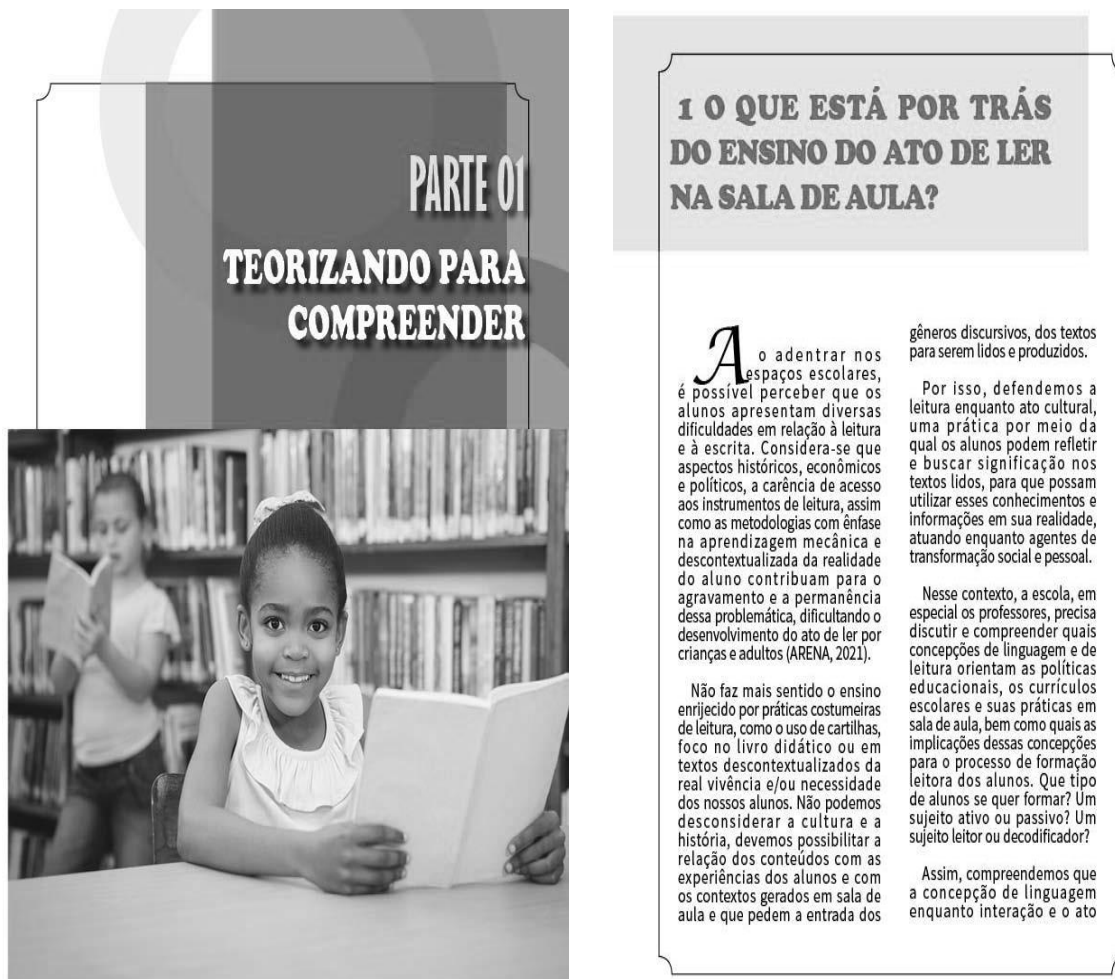 PARTE 01
TEORIZANDO PARA
COMPREENDER
1 O QUE ESTÁ POR TRÁS
DO ENSINO DO ATO DE LER
NA SALA DE AULA?
Ao adentrar nos
espaços escolares,
é possível perceber que os
alunos apresentam diversas
dificuldades em relação à leitura
e à escrita. Considera-se que
aspectos históricos, econômicos
e políticos, a carência de acesso
aos instrumentos de leitura, assim
como as metodologias com ênfase
na aprendizagem mecânica e
descontextualizada da realidade
do aluno contribuam para o
agravamento e a permanência
dessa problemática, dificultando o
desenvolvimento do ato de ler por
crianças e adultos (ARENA, 2021).
Não faz mais sentido o ensino
enrijecido por práticas costumeiras
de leitura, como o uso de cartilhas,
foco no livro didático ou em
textos descontextualizados da
real vivência e/ou necessidade
dos nossos alunos. Não podemos
desconsiderar a cultura e a
história, devemos possibilitar a
relação dos conteúdos com as
experiências dos alunos e com
os contextos gerados em sala de
aula e que pedem a entrada dos
gêneros discursivos, dos textos
para serem lidos e produzidos.
Por isso, defendemos a
leitura enquanto ato cultural,
uma prática por meio da
qual os alunos podem refletir
e buscar significação nos
textos lidos, para que possam
utilizar esses conhecimentos e
informações em sua realidade,
atuando enquanto agentes de
transformação social e pessoal.
Nesse contexto, a escola, em
especial os professores, precisa
discutir e compreender quais
concepções de linguagem e de
leitura orientam as políticas
educacionais, os currículos
escolares e suas práticas em
sala de aula, bem como quais as
implicações dessas concepções
para o processo de formação
leitora dos alunos. Que tipo
de alunos se quer formar? Um
sujeito ativo ou passivo? Um
sujeito leitor ou decodificador?
Assim, compreendemos que
a concepção de linguagem
enquanto interação e o ato